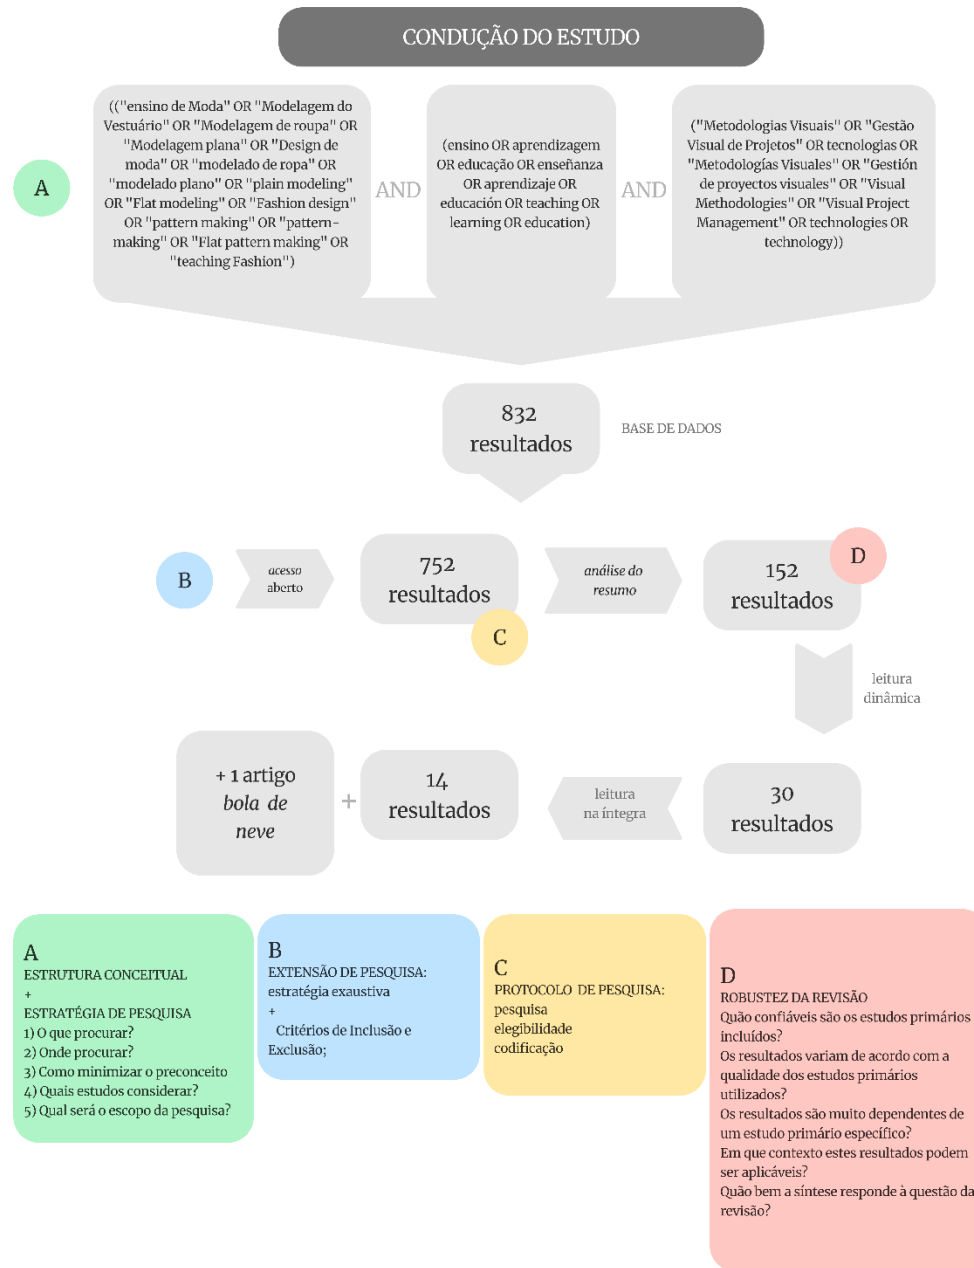 CONDUÇÃO DO ESTUDO
A
(("ensino de Moda" OR "Modelagem do
Vestuário" OR "Modelagem de roupa" OR
"Modelagem plana" OR "Design de
moda" OR "modelado de ropa" OR
"modelado plano" OR "plain modeling"
OR "Flat modeling" OR "Fashion design"
OR "pattern making" OR "pattern-
making" OR "Flat pattern making" OR
"teaching Fashion")
AND
(ensino OR aprendizagem
OR educação OR enseñanza
OR aprendizaje OR
educación OR teaching OR
learning OR education)
AND
("Metodologias Visuais" OR "Gestão
Visual de Projetos" OR tecnologias OR
"Metodologías Visuales" OR "Gestión
de proyectos visuales" OR "Visual
Methodologies" OR "Visual Project
Management" OR technologies OR
technology))
832
resultados
BASE DE DADOS
B
acesso
aberto
752
resultados
C
análise do
resumo
152
resultados
D
leitura
dinâmica
30
resultados
leitura
na íntegra
14
resultados
+
+ 1 artigo
bola de
neve
A
ESTRUTURA CONCEITUAL
+
ESTRATÉGIA DE PESQUISA
1) O que procurar?
2) Onde procurar?
3) Como minimizar o preconceito
4) Quais estudos considerar?
5) Qual será o escopo da pesquisa?
B
EXTENSÃO DE PESQUISA:
estratégia exaustiva
+
Critérios de Inclusão e
Exclusão;
C
PROTOCOLO DE PESQUISA:
pesquisa
elegibilidade
codificação
D
ROBUSTEZ DA REVISÃO
Quão confiáveis são os estudos primários
incluídos?
Os resultados variam de acordo com a
qualidade dos estudos primários
utilizados?
Os resultados são muito dependentes de
um estudo primário específico?
Em que contexto estes resultados podem
ser aplicáveis?
Quão bem a síntese responde à questão da
revisão?